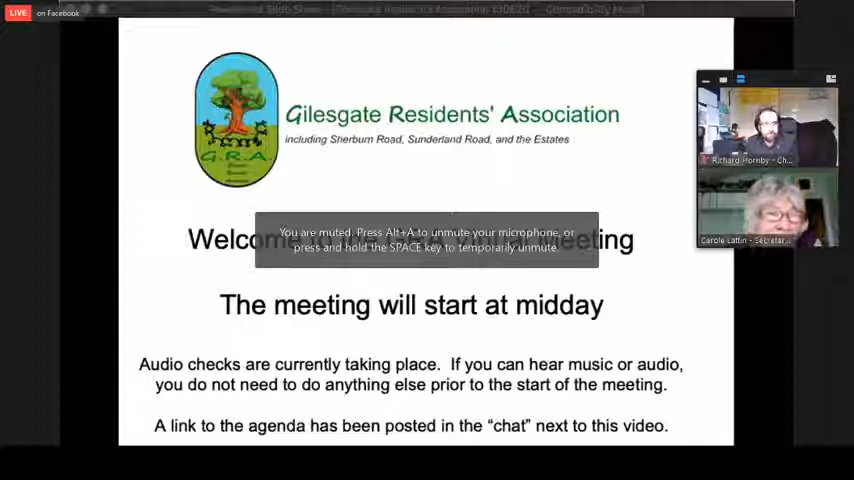 LIVE on Facebook
Gilesgate Residents' Association
including Sherburn Road, Sunderland Road, and the Estates
G.R.A.
Richard Hornby - Ch...
Carole Lattin - Secretar...
Welcome to the GRA Virtual Meeting
You are muted. Press Alt+A to unmute your microphone, or
press and hold the SPACE key to temporarily unmute.
The meeting will start at midday
Audio checks are currently taking place. If you can hear music or audio,
you do not need to do anything else prior to the start of the meeting.
A link to the agenda has been posted in the “chat” next to this video.